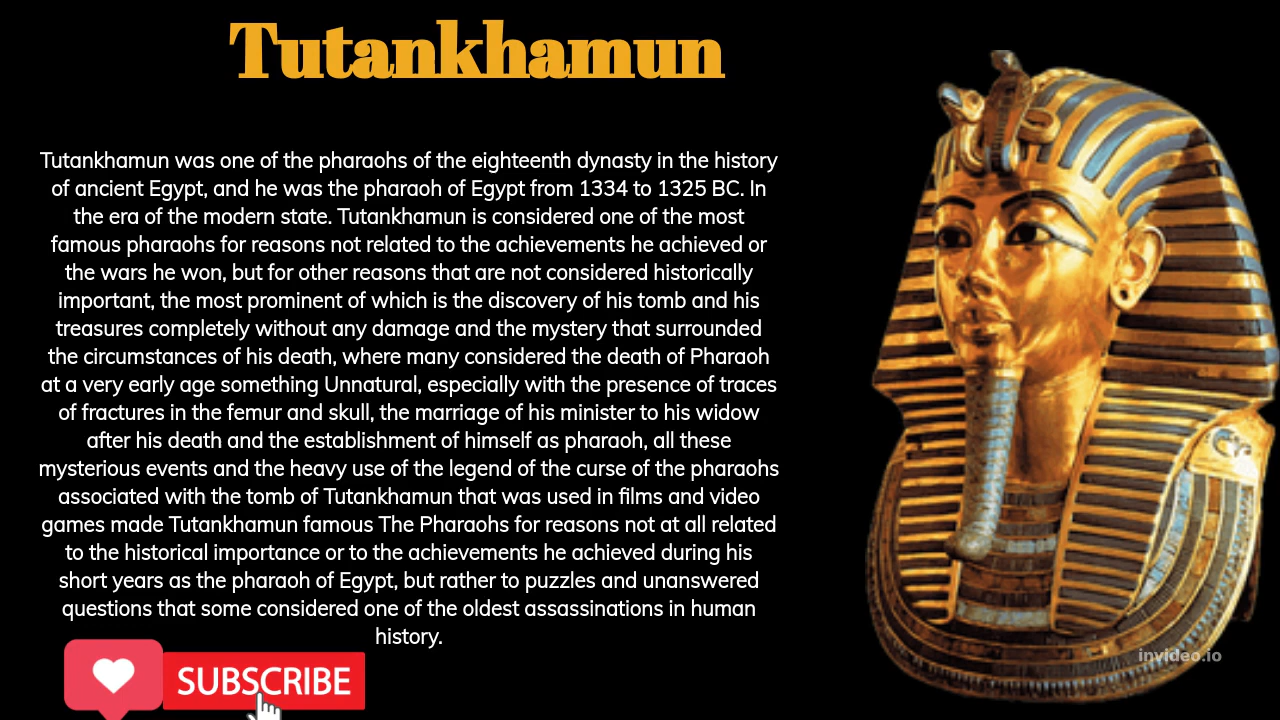 Tutankhamun
Tutankhamun was one of the pharaohs of the eighteenth dynasty in the history
of ancient Egypt, and he was the pharaoh of Egypt from 1334 to 1325 BC. In
the era of the modern state. Tutankhamun is considered one of the most
famous pharaohs for reasons not related to the achievements he achieved or
the wars he won, but for other reasons that are not considered historically
important, the most prominent of which is the discovery of his tomb and his
treasures completely without any damage and the mystery that surrounded
the circumstances of his death, where many considered the death of Pharaoh
at a very early age something Unnatural, especially with the presence of traces
of fractures in the femur and skull, the marriage of his minister to his widow
after his death and the establishment of himself as pharaoh, all these
mysterious events and the heavy use of the legend of the curse of the pharaohs
associated with the tomb of Tutankhamun that was used in films and video
games made Tutankhamun famous The Pharaohs for reasons not at all related
to the historical importance or to the achievements he achieved during his
short years as the pharaoh of Egypt, but rather to puzzles and unanswered
questions that some considered one of the oldest assassinations in human
history.
SUBSCRIBE
invideo.io